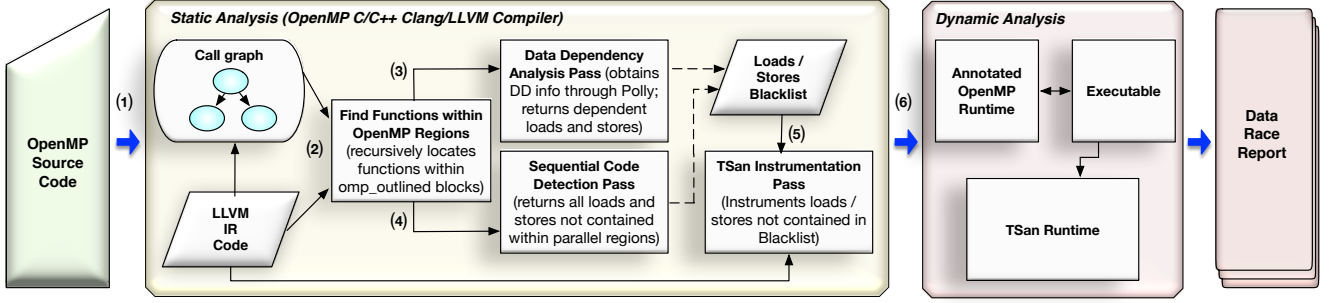 Static Analysis (OpenMP C/C++ Clang/LLVM Compiler)
Dynamic Analysis
OpenMP
Source
Code
(1)
Call graph
LLVM
IR
Code
(2)
Find Functions within
OpenMP Regions
(recursively locates
functions within
omp_outlined blocks)
(3)
(4)
Data Dependency
Analysis Pass (obtains
DD info through Polly;
returns dependent
loads and stores)
Sequential Code
Detection Pass
(returns all loads and
stores not contained
within parallel regions)
Loads /
Stores
Blacklist
(5)
TSan Instrumentation
Pass
(Instruments loads /
stores not contained in
Blacklist)
(6)
Annotated
OpenMP
Runtime
Executable
TSan Runtime
Data
Race
Report